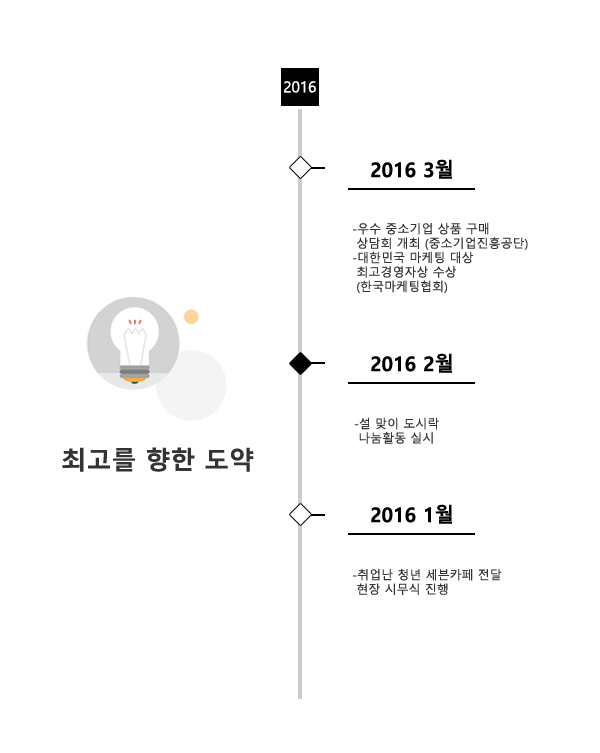 2016
2016 3월
-우수 중소기업 상품 구매
상담회 개최 (중소기업진흥공단)
-대한민국 마케팅 대상
최고경영자상 수상
(한국마케팅협회)
최고를 향한 도약
2016 2월
-설 맞이 도시락
나눔활동 실시
2016 1월
-취업난 청년 세븐카페 전달
현장 시무식 진행